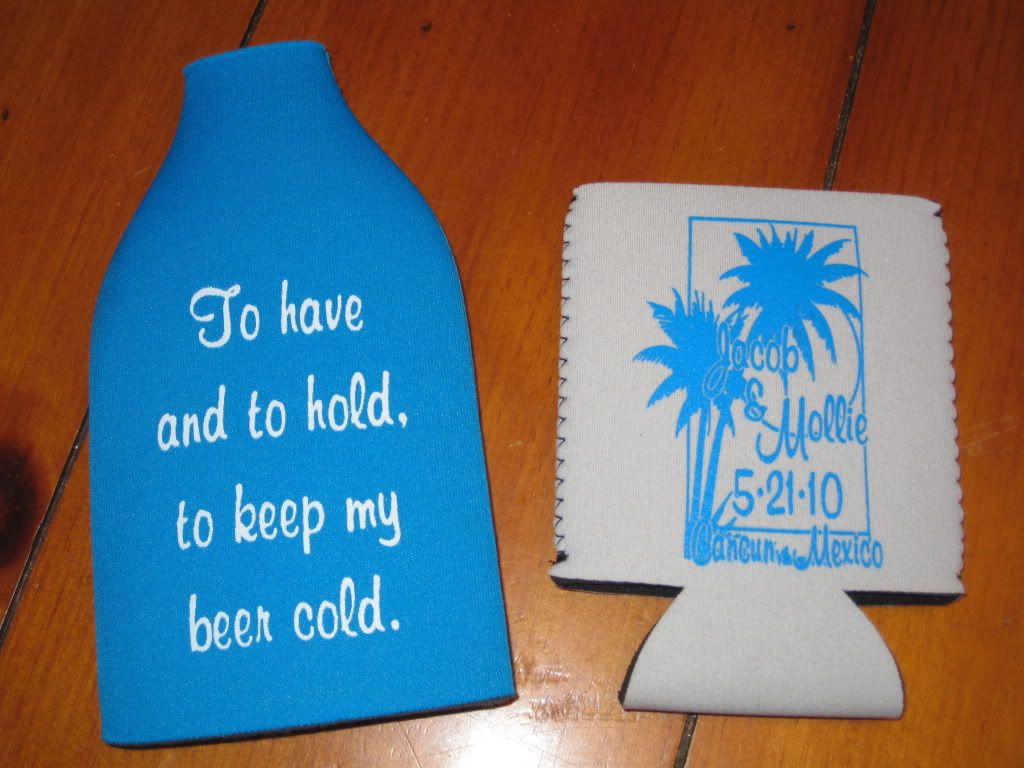 To have
and to hold,
to keep my
beer cold.
Jacob
&
Mollie
5·21·10
Cancun Mexico